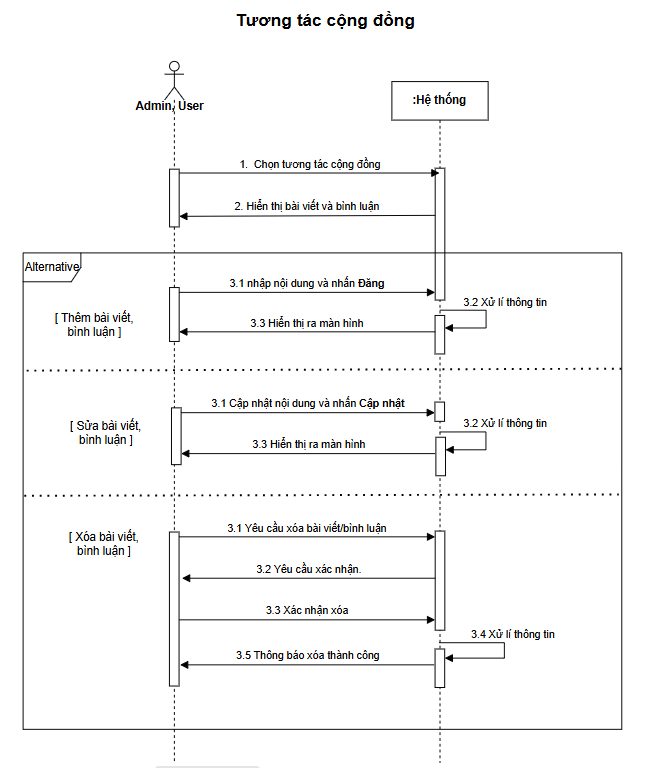 Tương tác cộng đồng
Admin, User
:Hệ thống
1. Chọn tương tác cộng đồng
2. Hiển thị bài viết và bình luận
Alternative
3.1 nhập nội dung và nhấn Đăng
3.2 Xử lí thông tin
[ Thêm bài viết,
bình luận ]
3.3 Hiển thị ra màn hình
3.1 Cập nhật nội dung và nhấn Cập nhật
3.2 Xử lí thông tin
[ Sửa bài viết,
bình luận ]
3.3 Hiển thị ra màn hình
3.1 Yêu cầu xóa bài viết/bình luận
[ Xóa bài viết,
bình luận ]
3.2 Yêu cầu xác nhận.
3.3 Xác nhận xóa
3.4 Xử lí thông tin
3.5 Thông báo xóa thành công